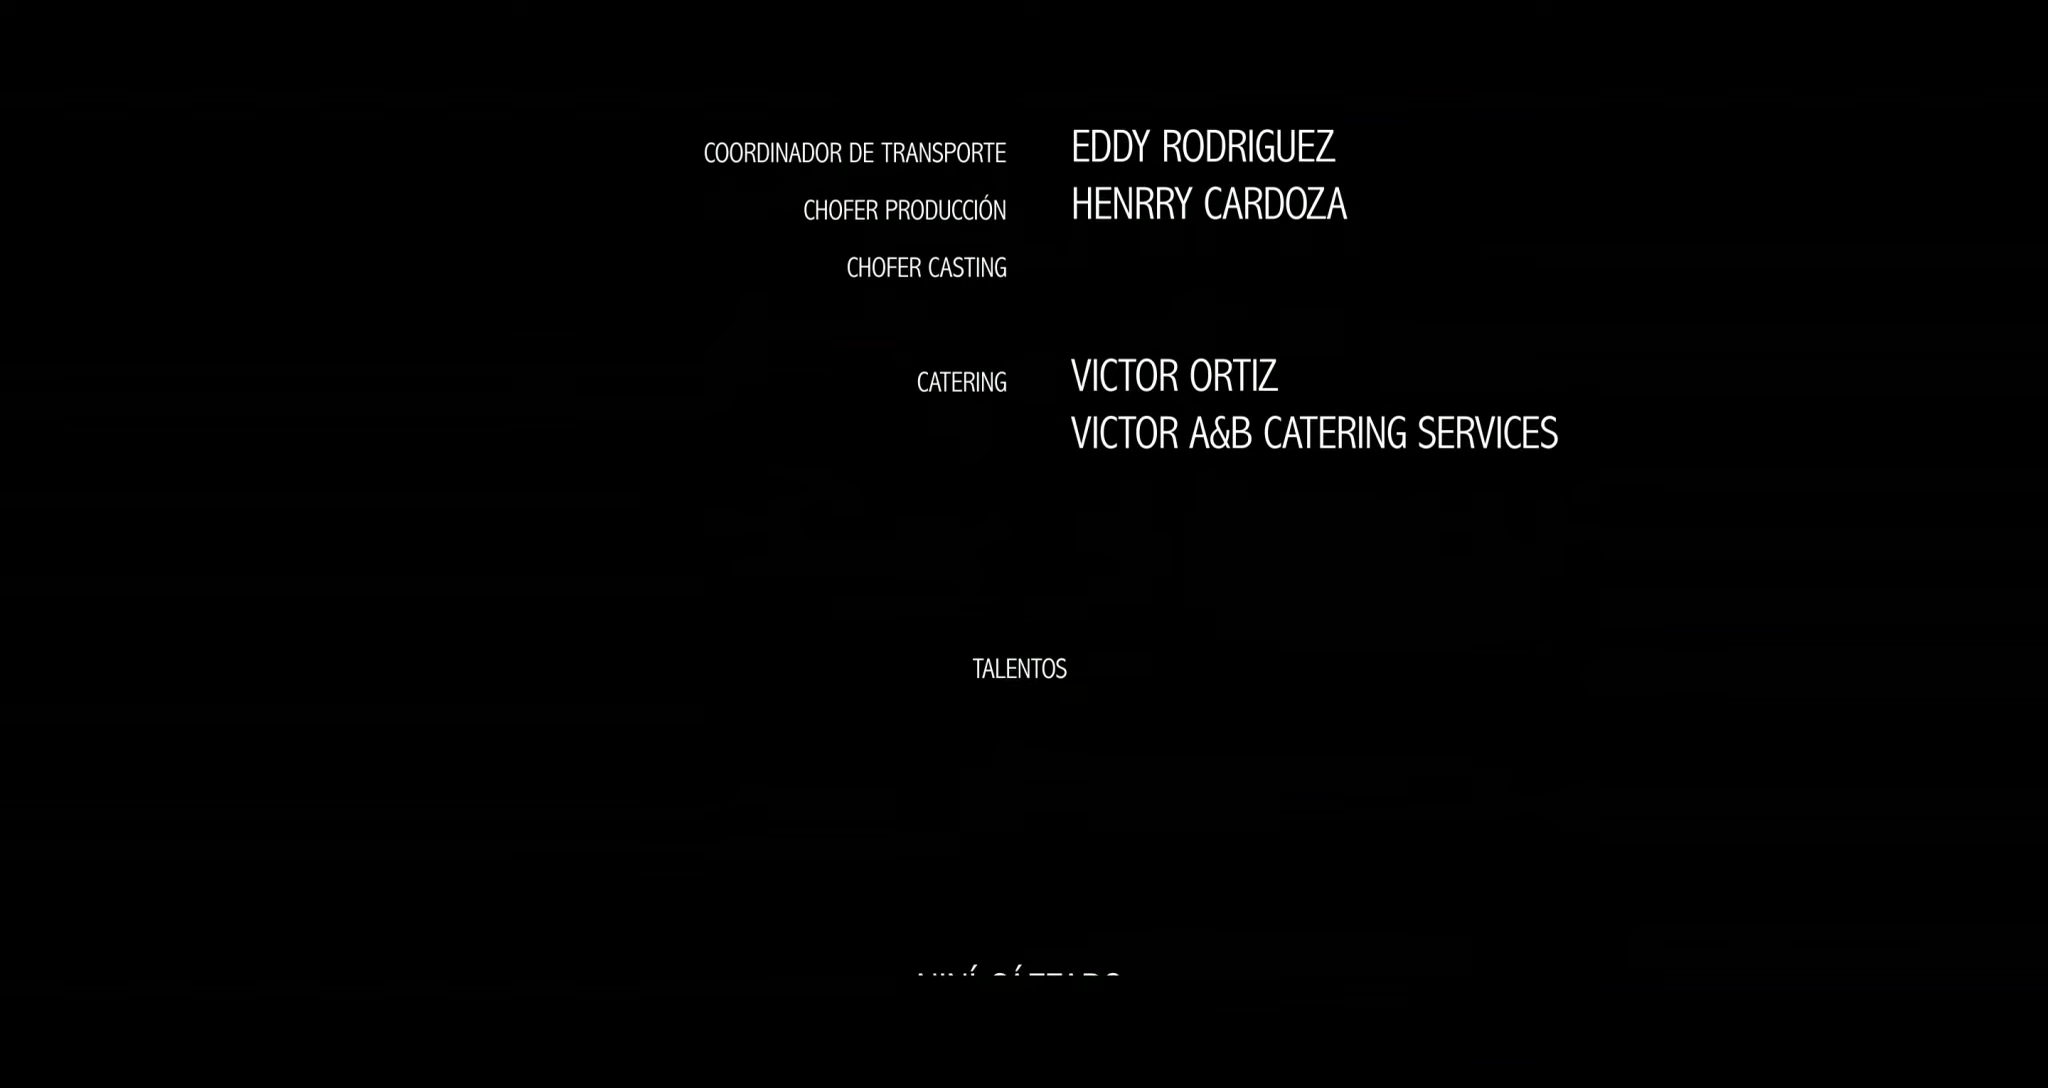 COORDINADOR DE TRANSPORTE EDDY RODRIGUEZ
CHOFER PRODUCCIÓN HENRRY CARDOZA
CHOFER CASTING
CATERING VICTOR ORTIZ
VICTOR A&B CATERING SERVICES
TALENTOS